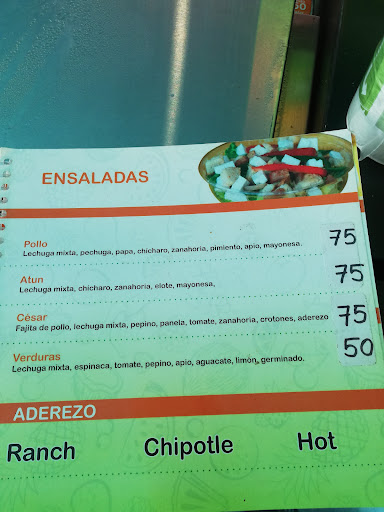 ENSALADAS
Pollo 75
Lechuga mixta, pechuga, papa, chicharo, zanahoria, pimiento, apio, mayonesa.
Atun 75
Lechuga mixta, chicharo, zanahoria, elote, mayonesa,
César 75
Fajita de pollo, lechuga mixta, pepino, panela, tomate, zanahoria, crotones, aderezo
Verduras 50
Lechuga mixta, espinaca, tomate, pepino, apio, aguacate, limón, germinado.
ADEREZO
Ranch Chipotle Hot